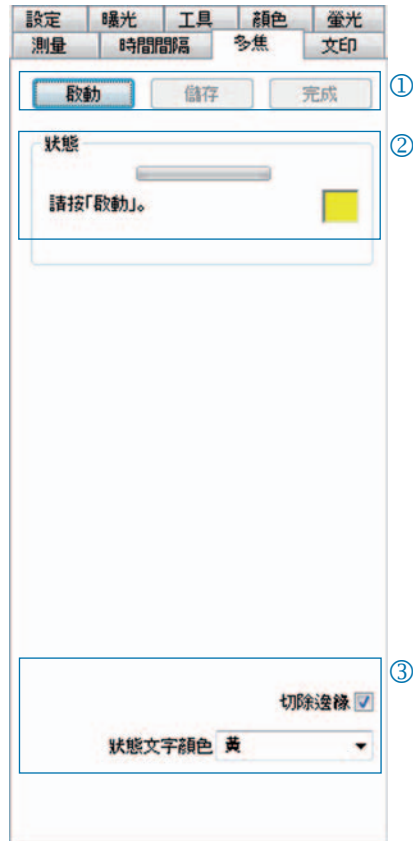 設定 曝光 工具 顏色 螢光
測量 時間間隔 多焦 文印
啟動 儲存 完成 ①
狀態 ②
請按「啟動」。
③
切除邊緣
狀態文字顏色 黃